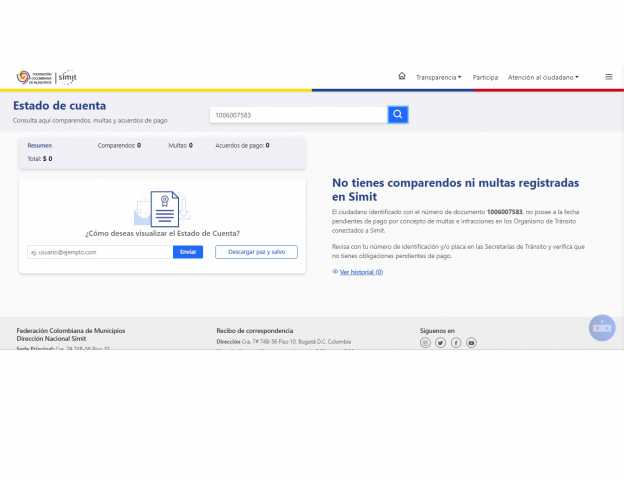 FEDERACIÓN
COLOMBIANA
DE MUNICIPIOS
simit
Transparencia
Participa
Atención al ciudadano
Estado de cuenta
Consulta aquí comparendos, multas y acuerdos de pago
1006007583
Resumen
Comparendos: 0
Multas: 0
Acuerdos de pago: 0
Total: $ 0
¿Cómo deseas visualizar el Estado de Cuenta?
ej. usuario@ejemplo.com
Enviar
Descargar paz y salvo
No tienes comparendos ni multas registradas
en Simit
El ciudadano identificado con el número de documento 1006007583, no posee a la fecha
pendientes de pago por concepto de multas e infracciones en los Organismo de Tránsito
conectados a Simit.
Revisa con tu número de identificación y/o placa en las Secretarías de Tránsito y verifica que
no tienes obligaciones pendientes de pago.
Ver historial (0)
Federación Colombiana de Municipios
Dirección Nacional Simit
Recibo de correspondencia
Dirección Cra. 7# 74B-56 Piso 10, Bogotá D.C. Colombia
Síguenos en